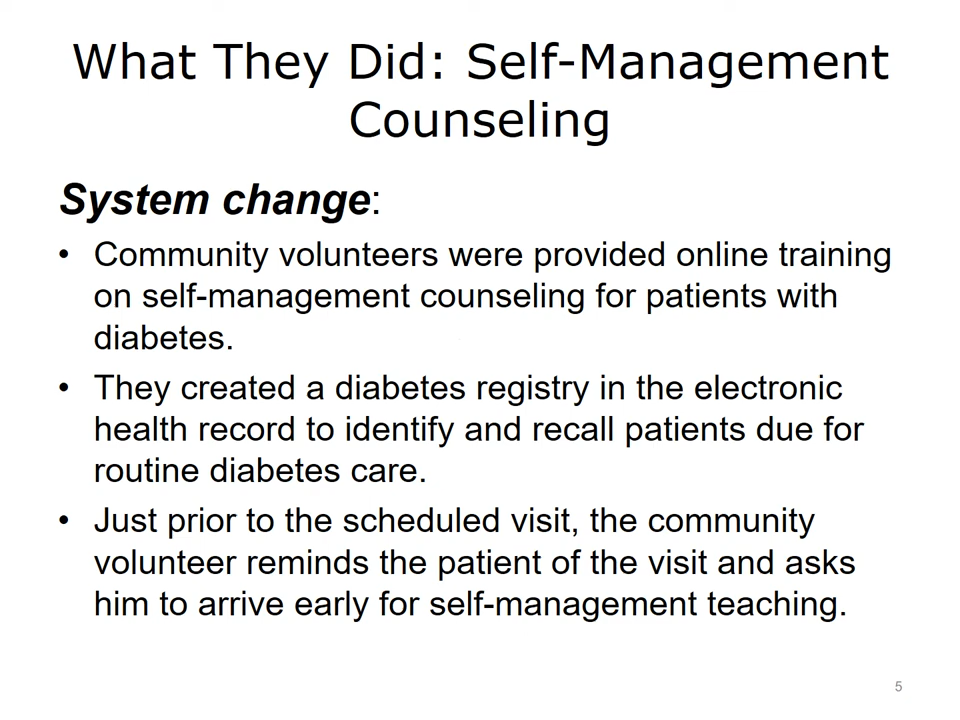 What They Did: Self-Management
Counseling
System change:
• Community volunteers were provided online training
on self-management counseling for patients with
diabetes.
• They created a diabetes registry in the electronic
health record to identify and recall patients due for
routine diabetes care.
• Just prior to the scheduled visit, the community
volunteer reminds the patient of the visit and asks
him to arrive early for self-management teaching.
5